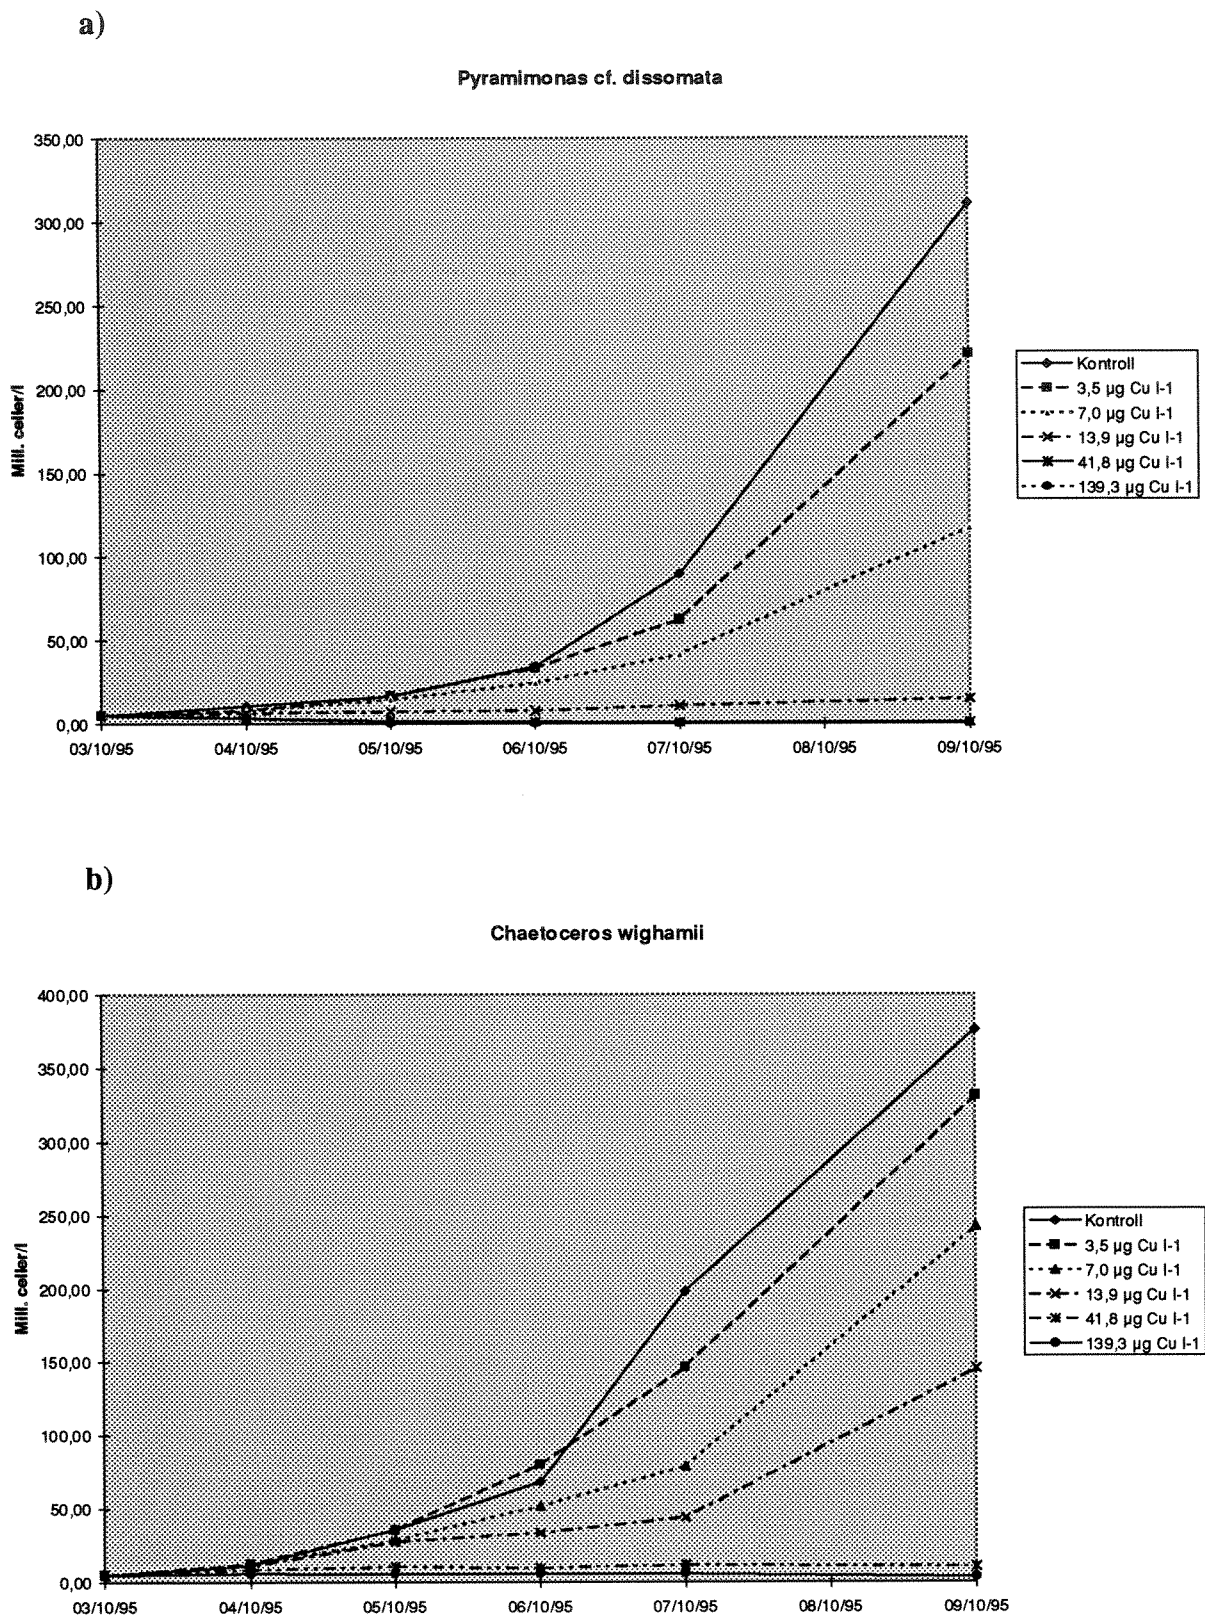 a)
Pyramimonas cf. dissomata
350,00
300,00
250,00
200,00
150,00
100,00
50,00
0,00
Mill. celler/l
03/10/95 04/10/95 05/10/95 06/10/95 07/10/95 08/10/95 09/10/95
Kontroll
3,5 µg Cu l-1
7,0 µg Cu l-1
13,9 µg Cu l-1
41,8 µg Cu l-1
139,3 µg Cu l-1
b)
Chaetoceros wighamii
400,00
350,00
300,00
250,00
200,00
150,00
100,00
50,00
0,00
Mill. celler/l
03/10/95 04/10/95 05/10/95 06/10/95 07/10/95 08/10/95 09/10/95
Kontroll
3,5 µg Cu l-1
7,0 µg Cu l-1
13,9 µg Cu l-1
41,8 µg Cu l-1
139,3 µg Cu l-1